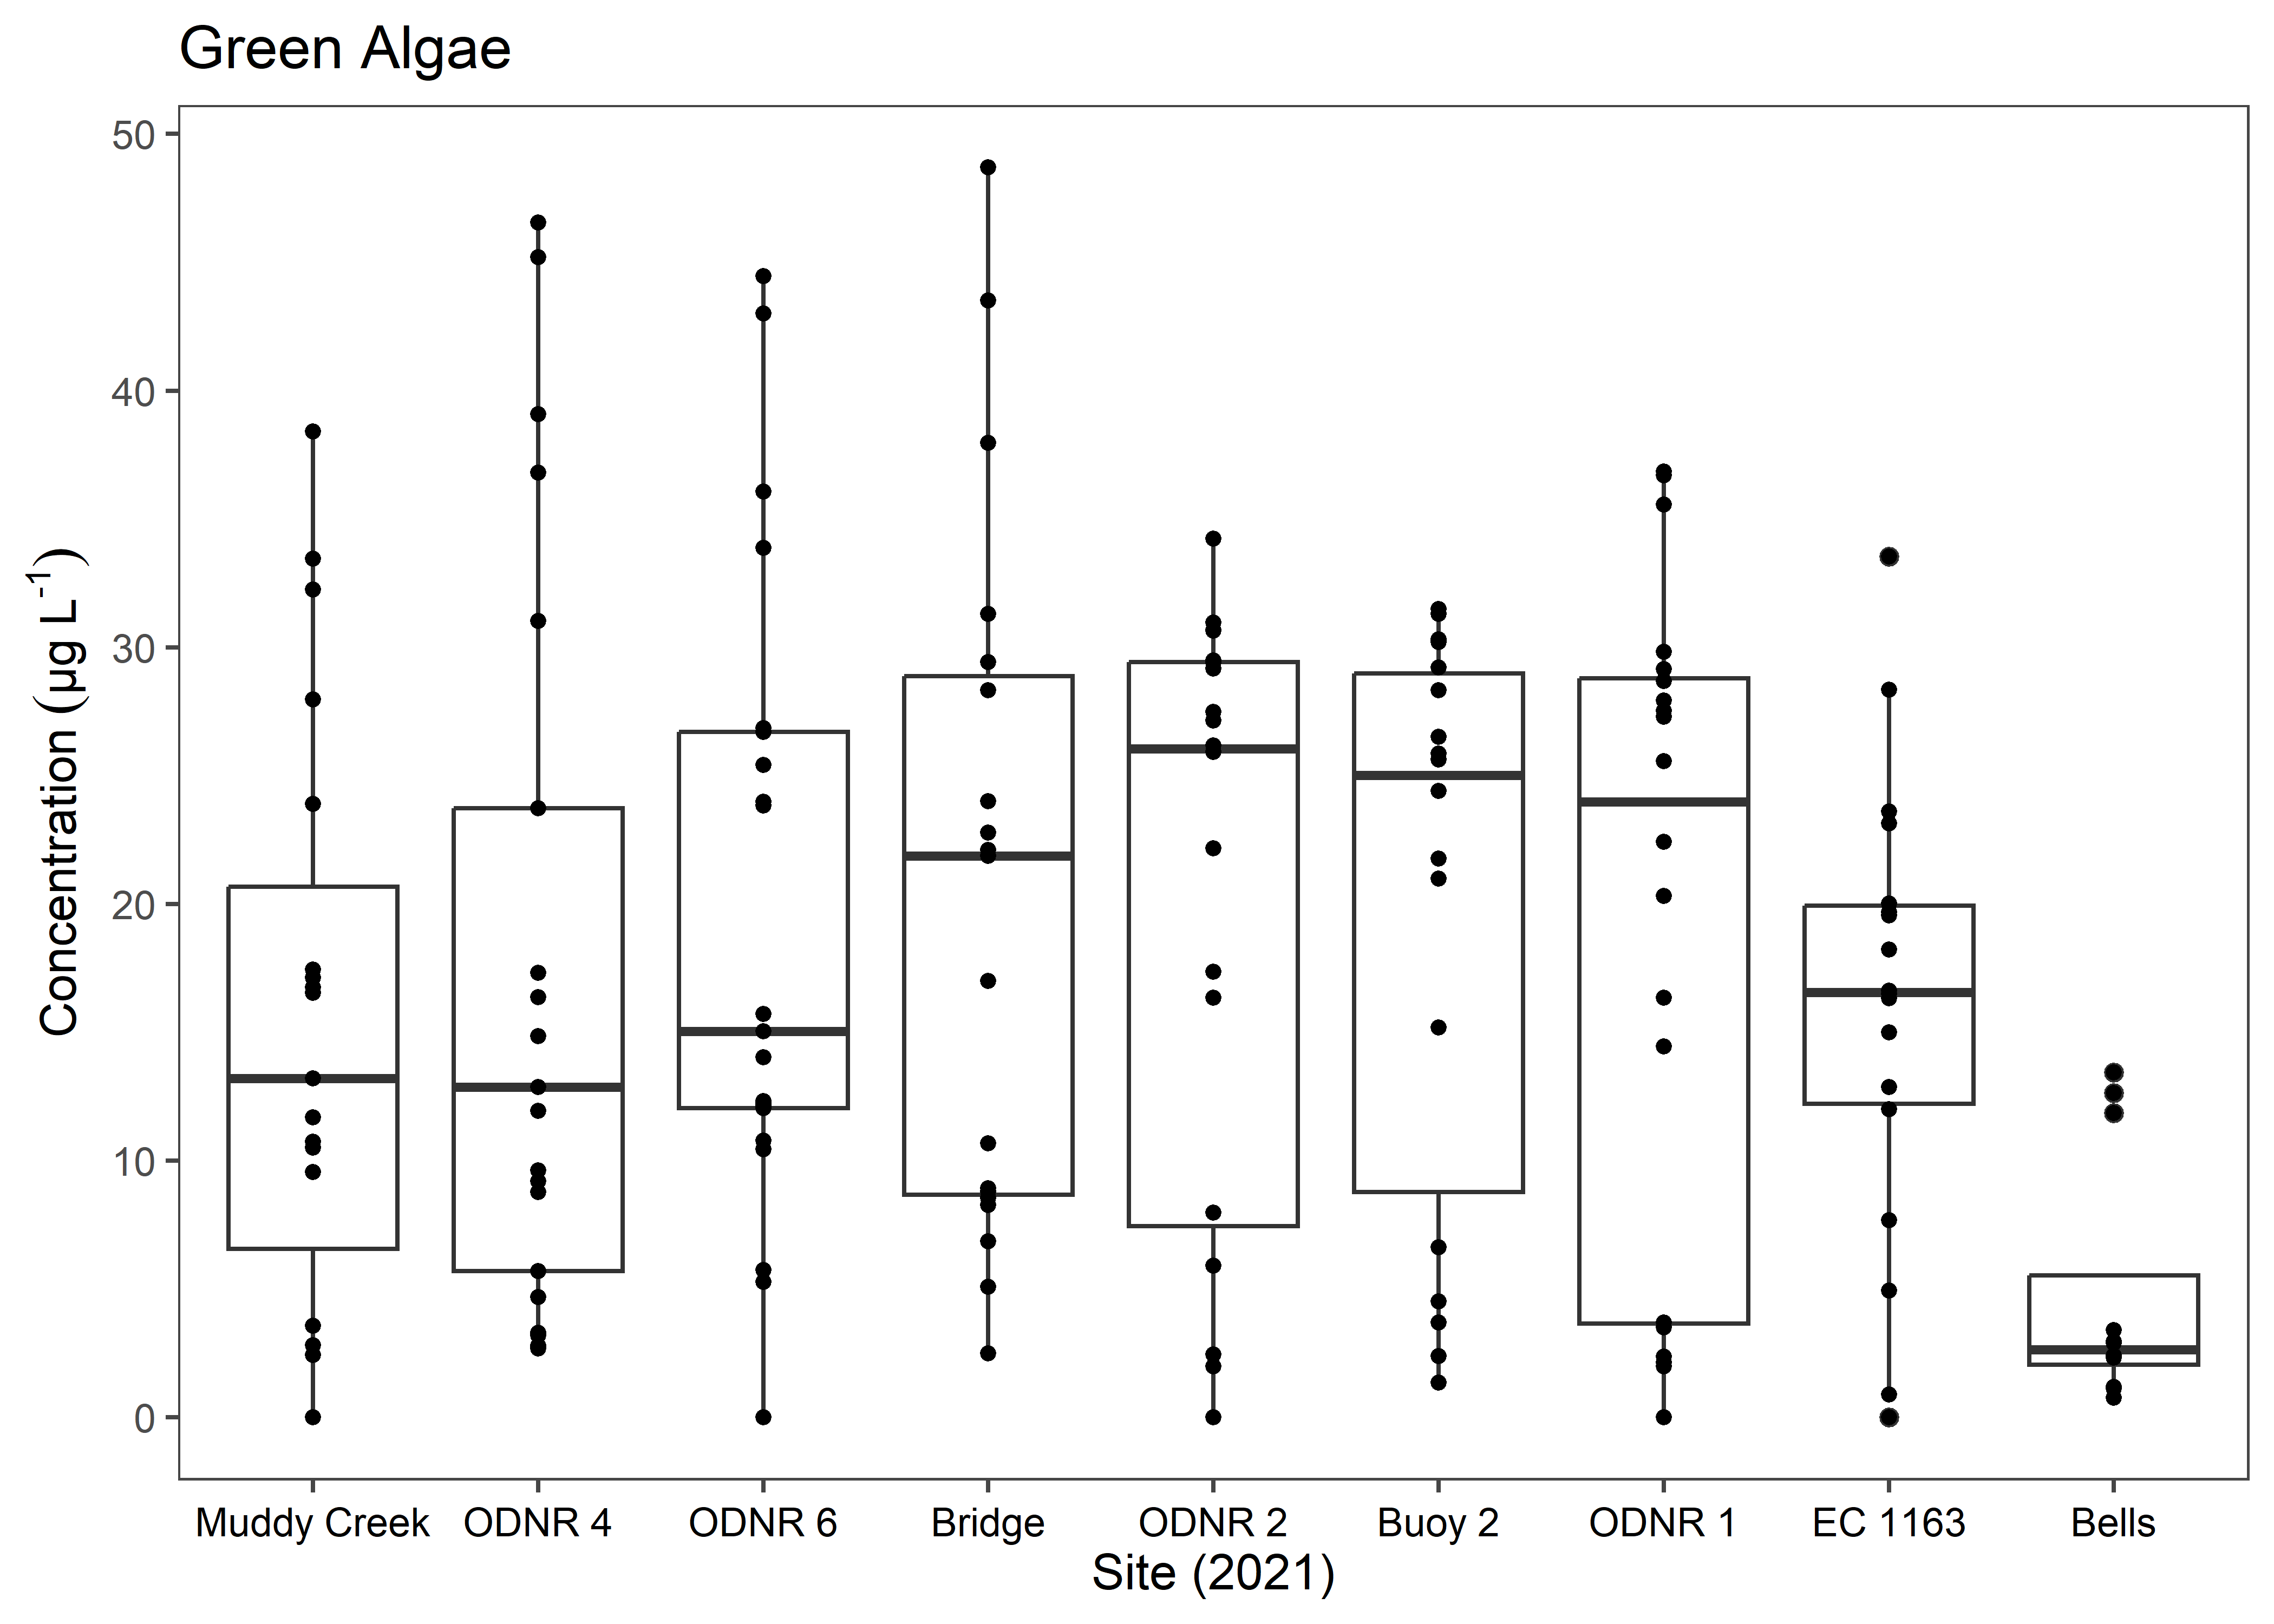 Green Algae
Concentration (µg L⁻¹)
50
40
30
20
10
0
Muddy Creek ODNR 4 ODNR 6 Bridge ODNR 2 Buoy 2 ODNR 1 EC 1163 Bells
Site (2021)